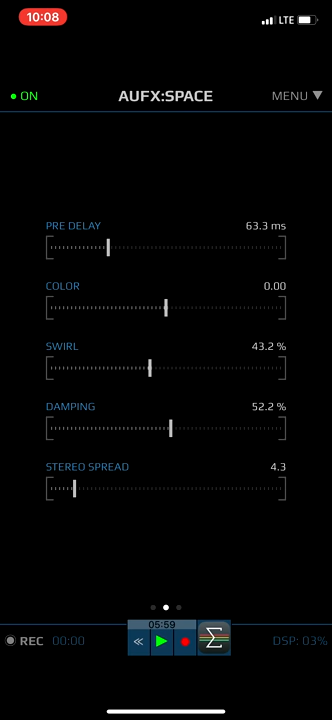 10:08
LTE
ON
AUFX:SPACE
MENU ▼
PRE DELAY
63.3 ms
COLOR
0.00
SWIRL
43.2 %
DAMPING
52.2 %
STEREO SPREAD
4.3
05:59
REC 00:00
Σ
DSP: 03%